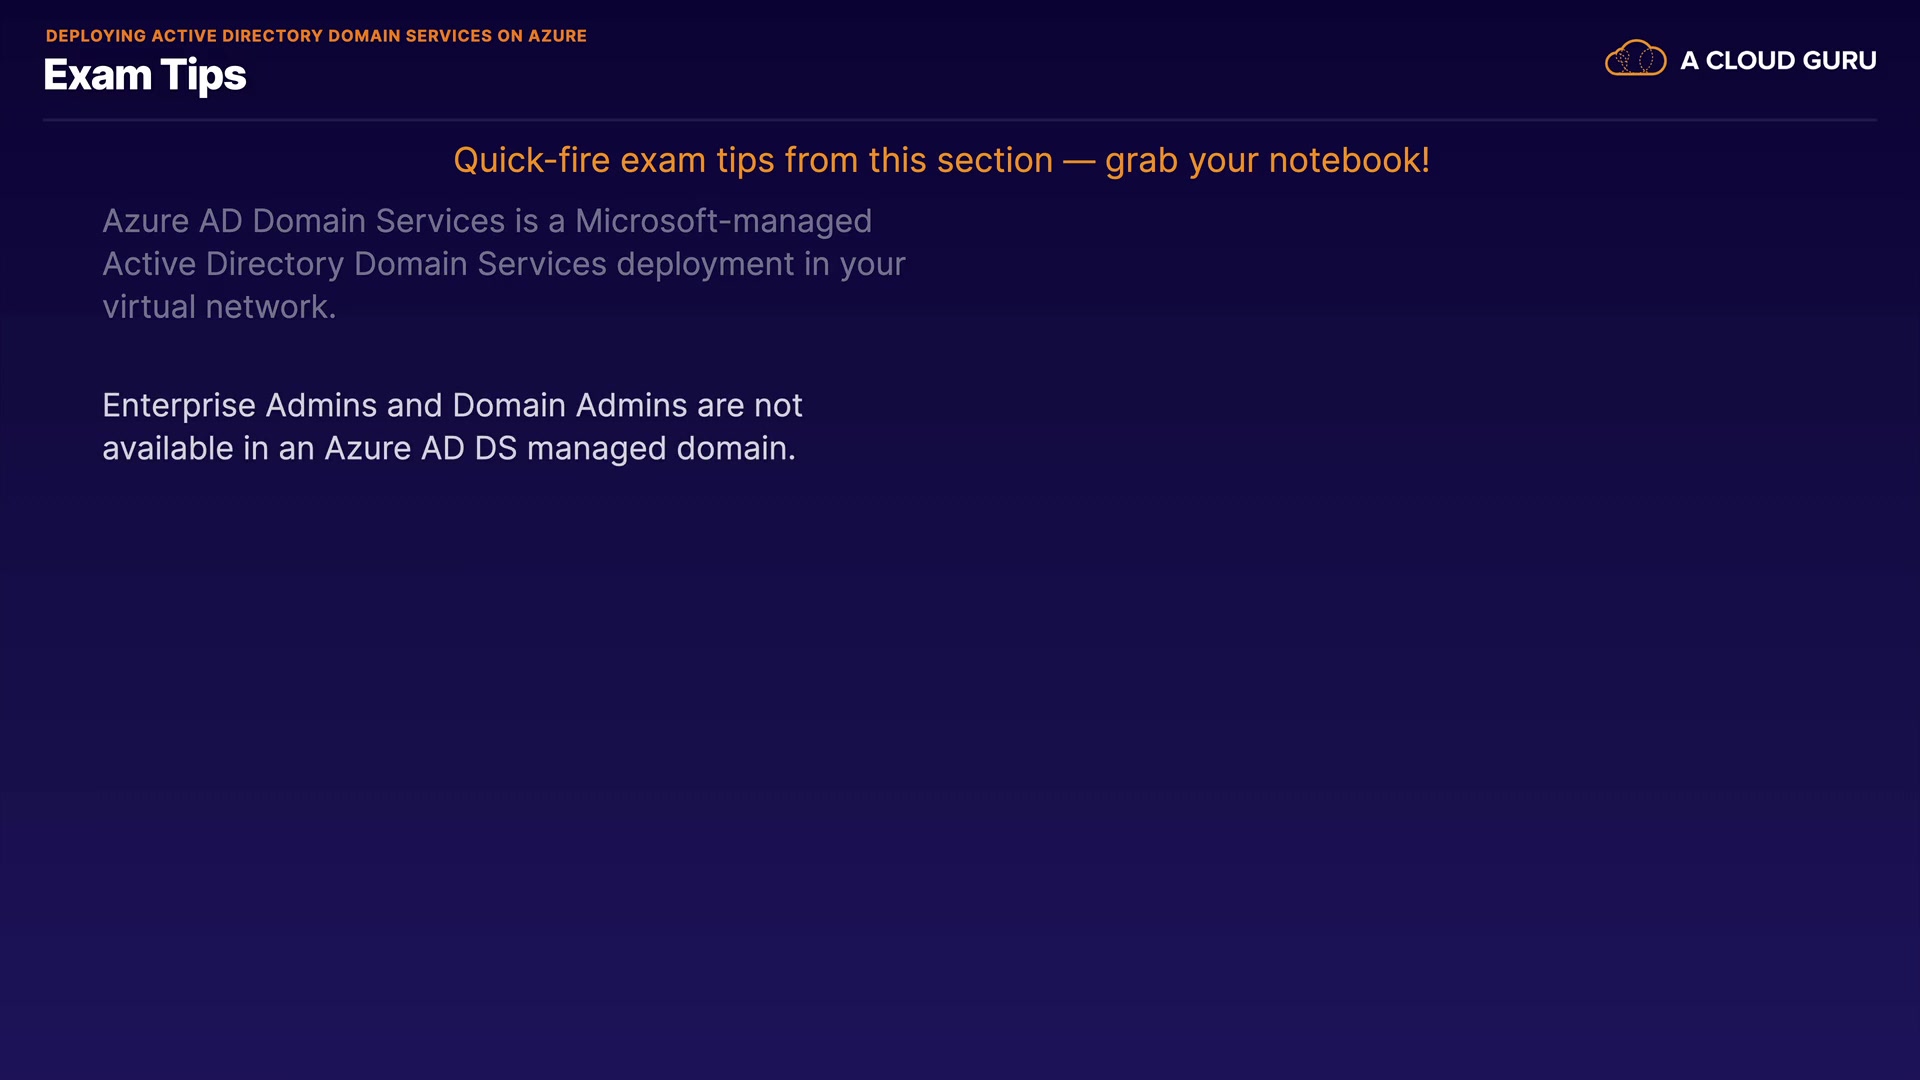 DEPLOYING ACTIVE DIRECTORY DOMAIN SERVICES ON AZURE
Exam Tips
A CLOUD GURU
Quick-fire exam tips from this section — grab your notebook!
Azure AD Domain Services is a Microsoft-managed
Active Directory Domain Services deployment in your
virtual network.
Enterprise Admins and Domain Admins are not
available in an Azure AD DS managed domain.